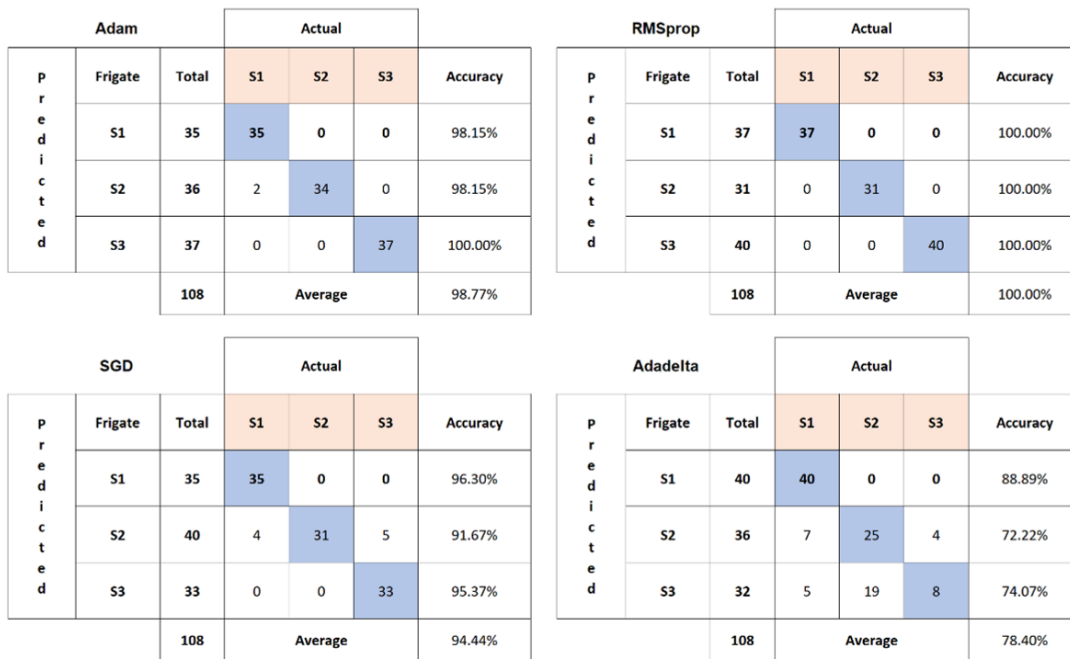 Adam Actual
Predicted
Frigate Total S1 S2 S3 Accuracy
S1 35 35 0 0 98.15%
S2 36 2 34 0 98.15%
S3 37 0 0 37 100.00%
108 Average 98.77%
RMSprop Actual
Predicted
Frigate Total S1 S2 S3 Accuracy
S1 37 37 0 0 100.00%
S2 31 0 31 0 100.00%
S3 40 0 0 40 100.00%
108 Average 100.00%
SGD Actual
Predicted
Frigate Total S1 S2 S3 Accuracy
S1 35 35 0 0 96.30%
S2 40 4 31 5 91.67%
S3 33 0 0 33 95.37%
108 Average 94.44%
Adadelta Actual
Predicted
Frigate Total S1 S2 S3 Accuracy
S1 40 40 0 0 88.89%
S2 36 7 25 4 72.22%
S3 32 5 19 8 74.07%
108 Average 78.40%